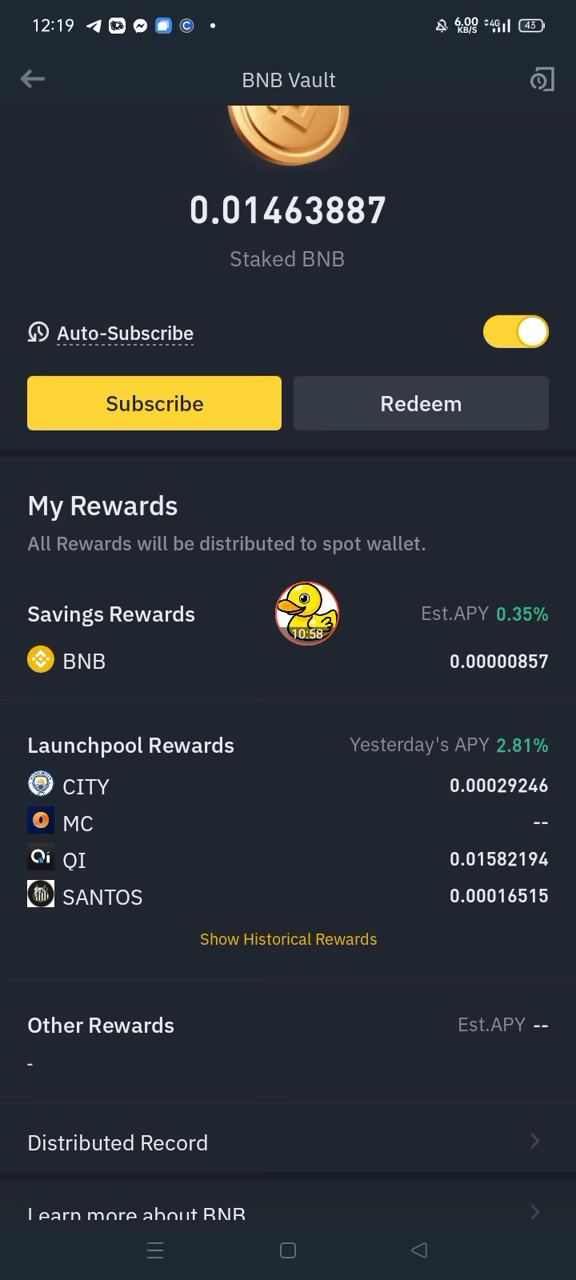 12:19 6.00 KB/S 4G 43
BNB Vault
0.01463887
Staked BNB
Auto-Subscribe
Subscribe Redeem
My Rewards
All Rewards will be distributed to spot wallet.
Savings Rewards Est.APY 0.35%
10:58
BNB 0.00000857
Launchpool Rewards Yesterday's APY 2.81%
CITY 0.00029246
MC --
Qi QI 0.01582194
SANTOS 0.00016515
Show Historical Rewards
Other Rewards Est.APY --
-
Distributed Record
Learn more about BNB